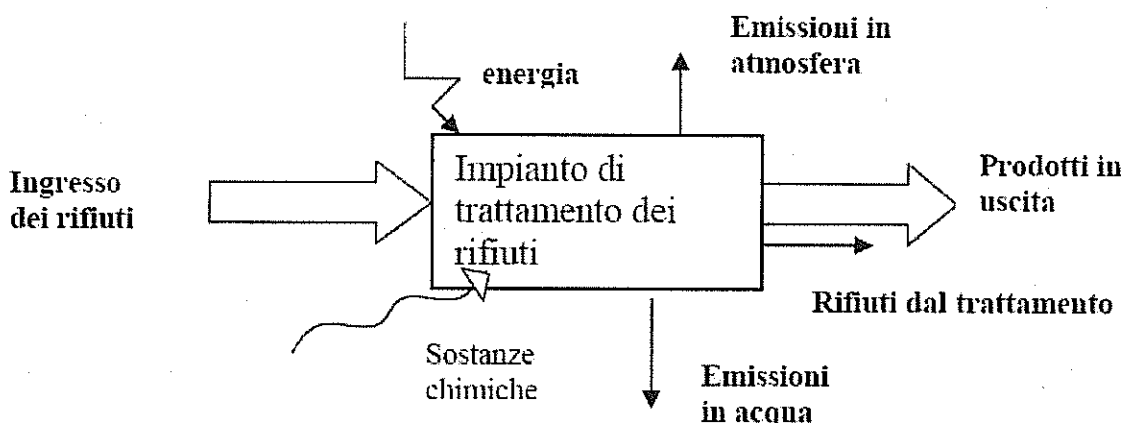 Emissioni in
atmosfera
energia
Ingresso
dei rifiuti
Impianto di
trattamento dei
rifiuti
Prodotti in
uscita
Rifiuti dal trattamento
Sostanze
chimiche
Emissioni
in acqua